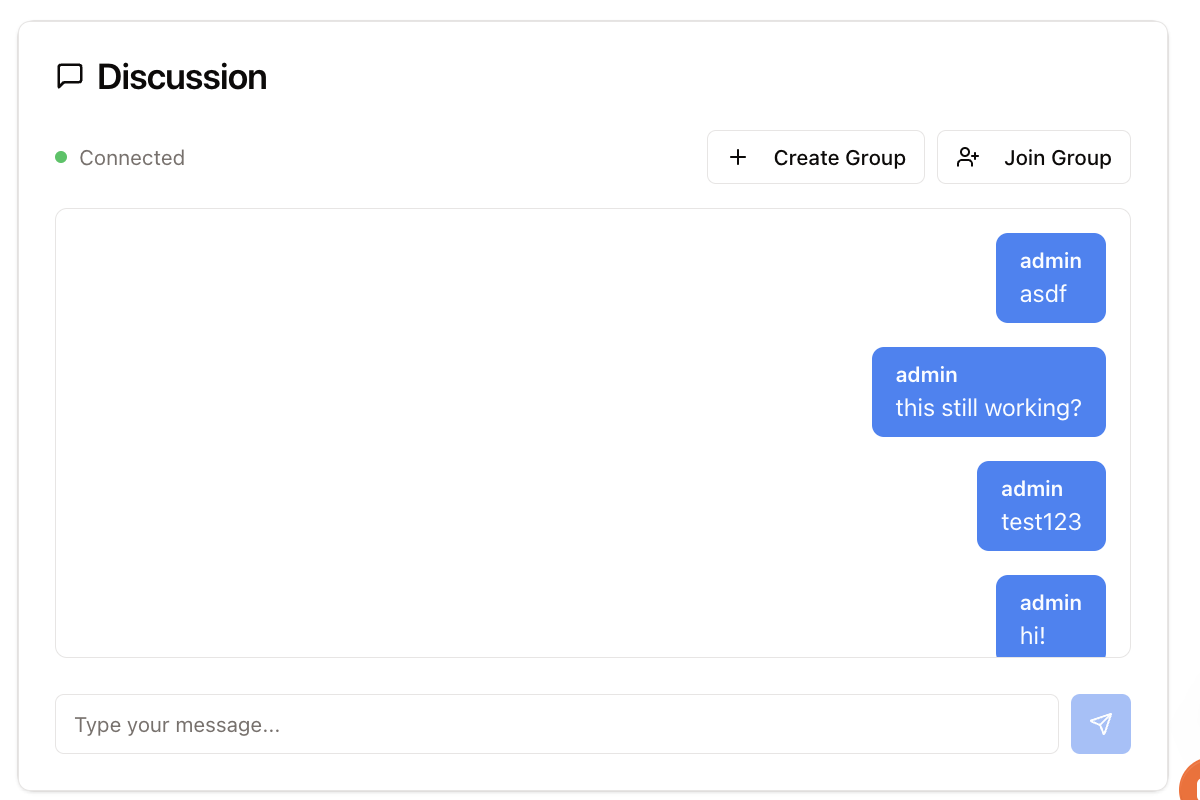 Discussion
Connected
Create Group
Join Group
admin
asdf
admin
this still working?
admin
test123
admin
hi!
Type your message...